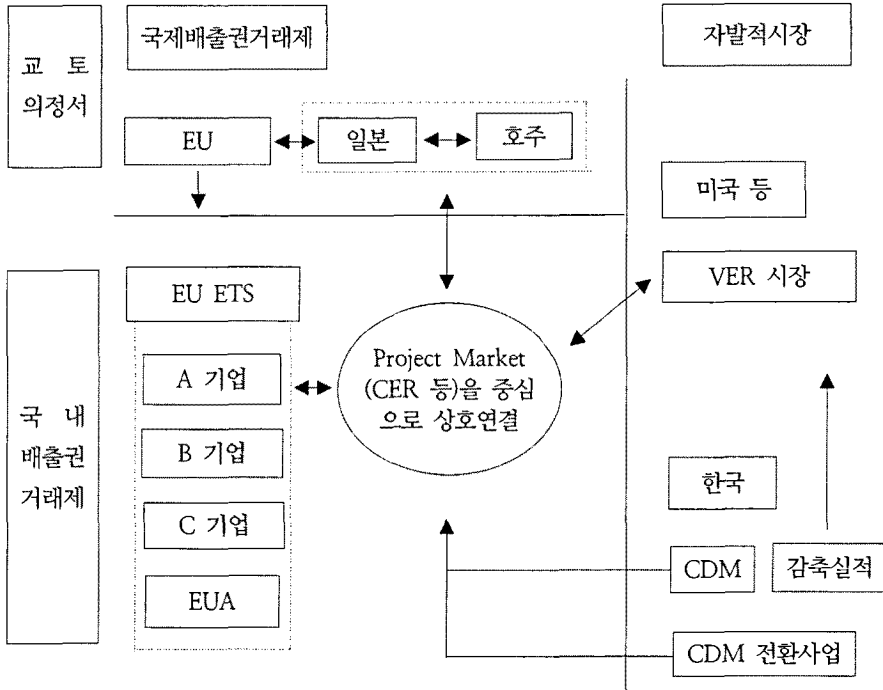 국제배출권거래제
자발적시장
교 토
의정서
EU
일본
호주
미국 등
VER 시장
EU ETS
A 기업
B 기업
C 기업
EUA
국 내
배출권
거래제
Project Market
(CER 등)을 중심
으로 상호연결
한국
CDM
감축실적
CDM 전환사업